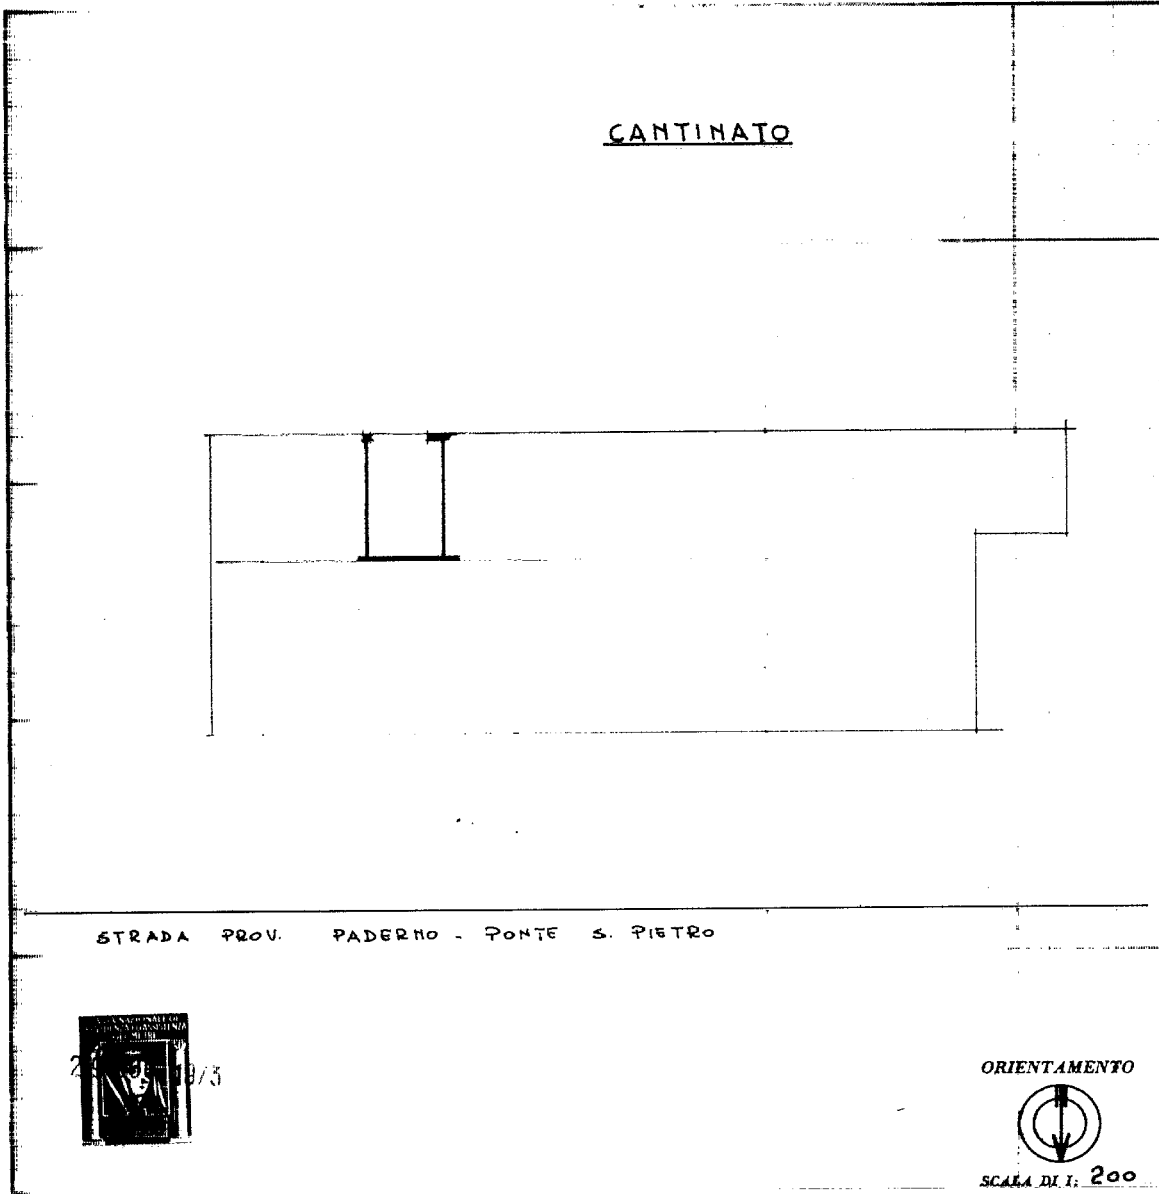 CANTINATO
STRADA PROV. PADERNO - PONTE S. PIETRO
ORIENTAMENTO
SCALA DI 1: 200